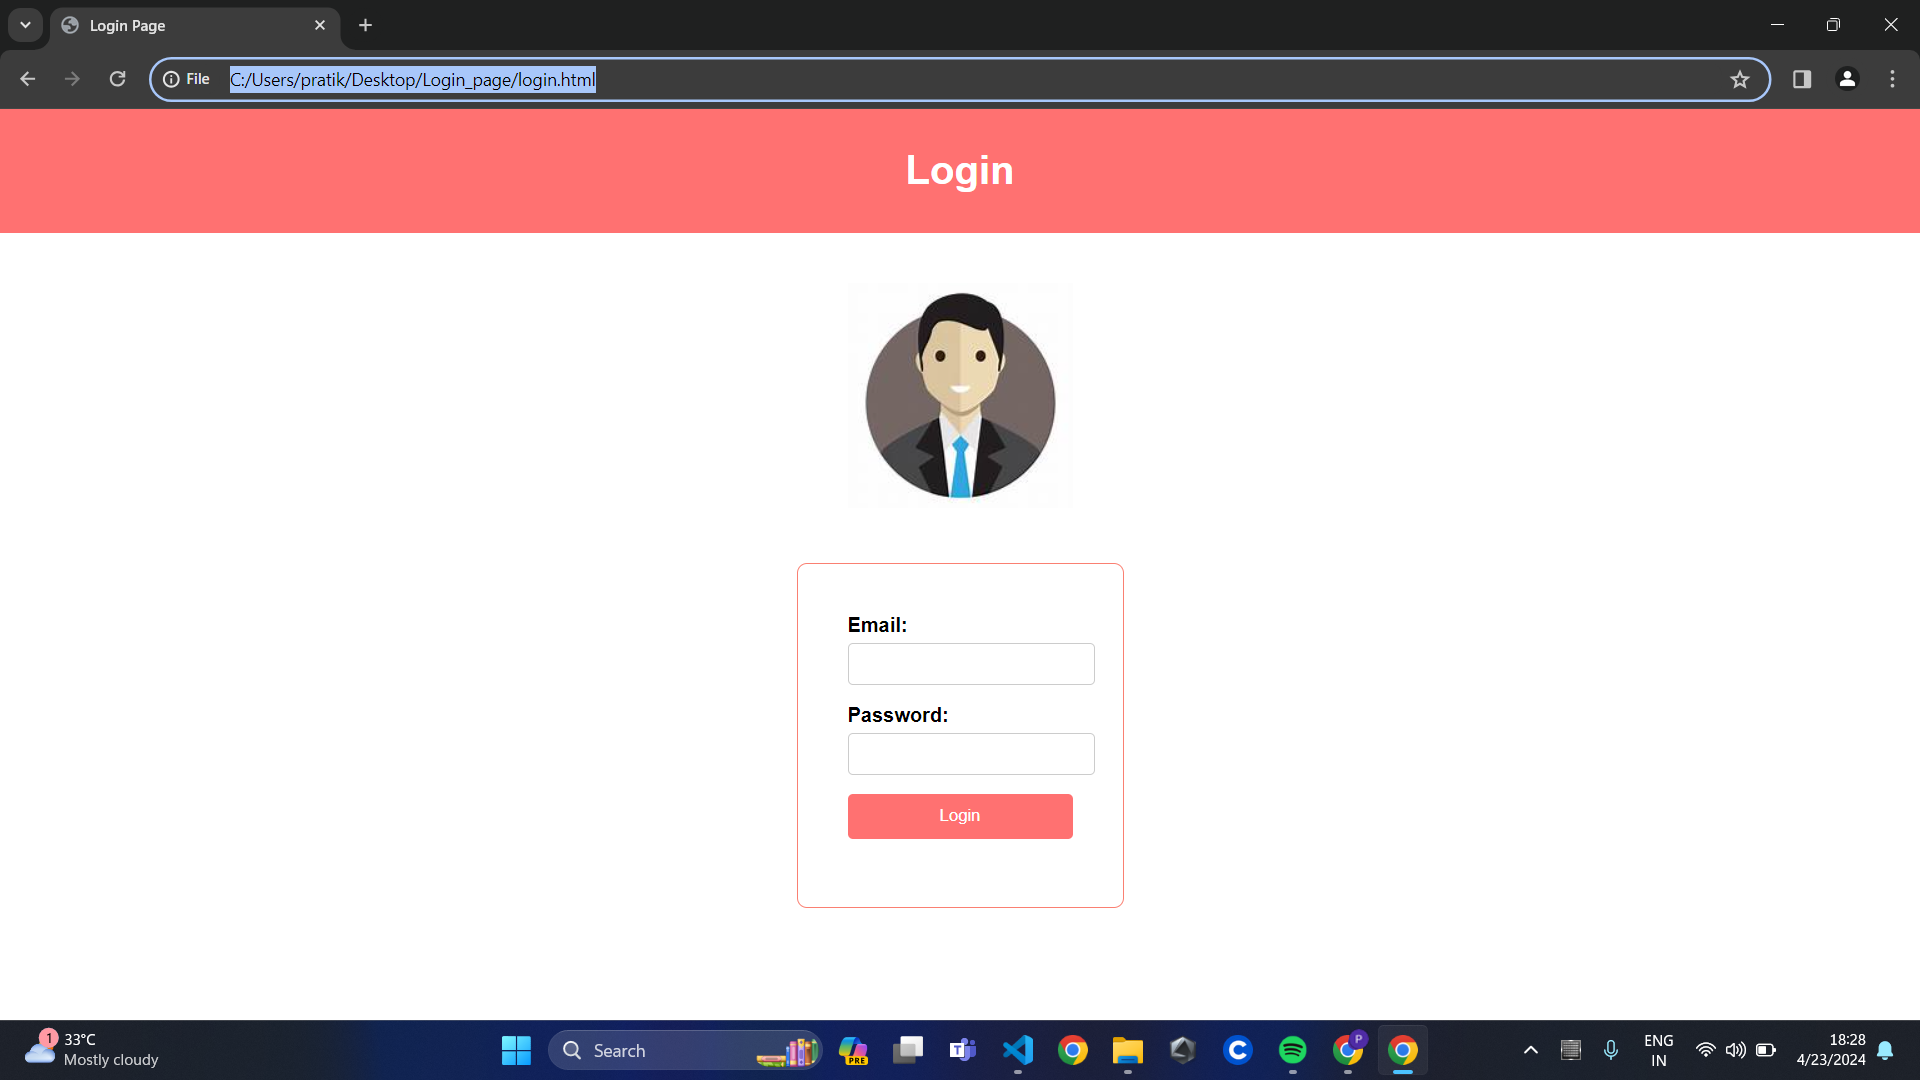 Login Page
File C:/Users/pratik/Desktop/Login_page/login.html
Login
Email:
Password:
Login
1
33°C
Mostly cloudy
Search
PRE
T
C
P
ENG
IN
18:28
4/23/2024